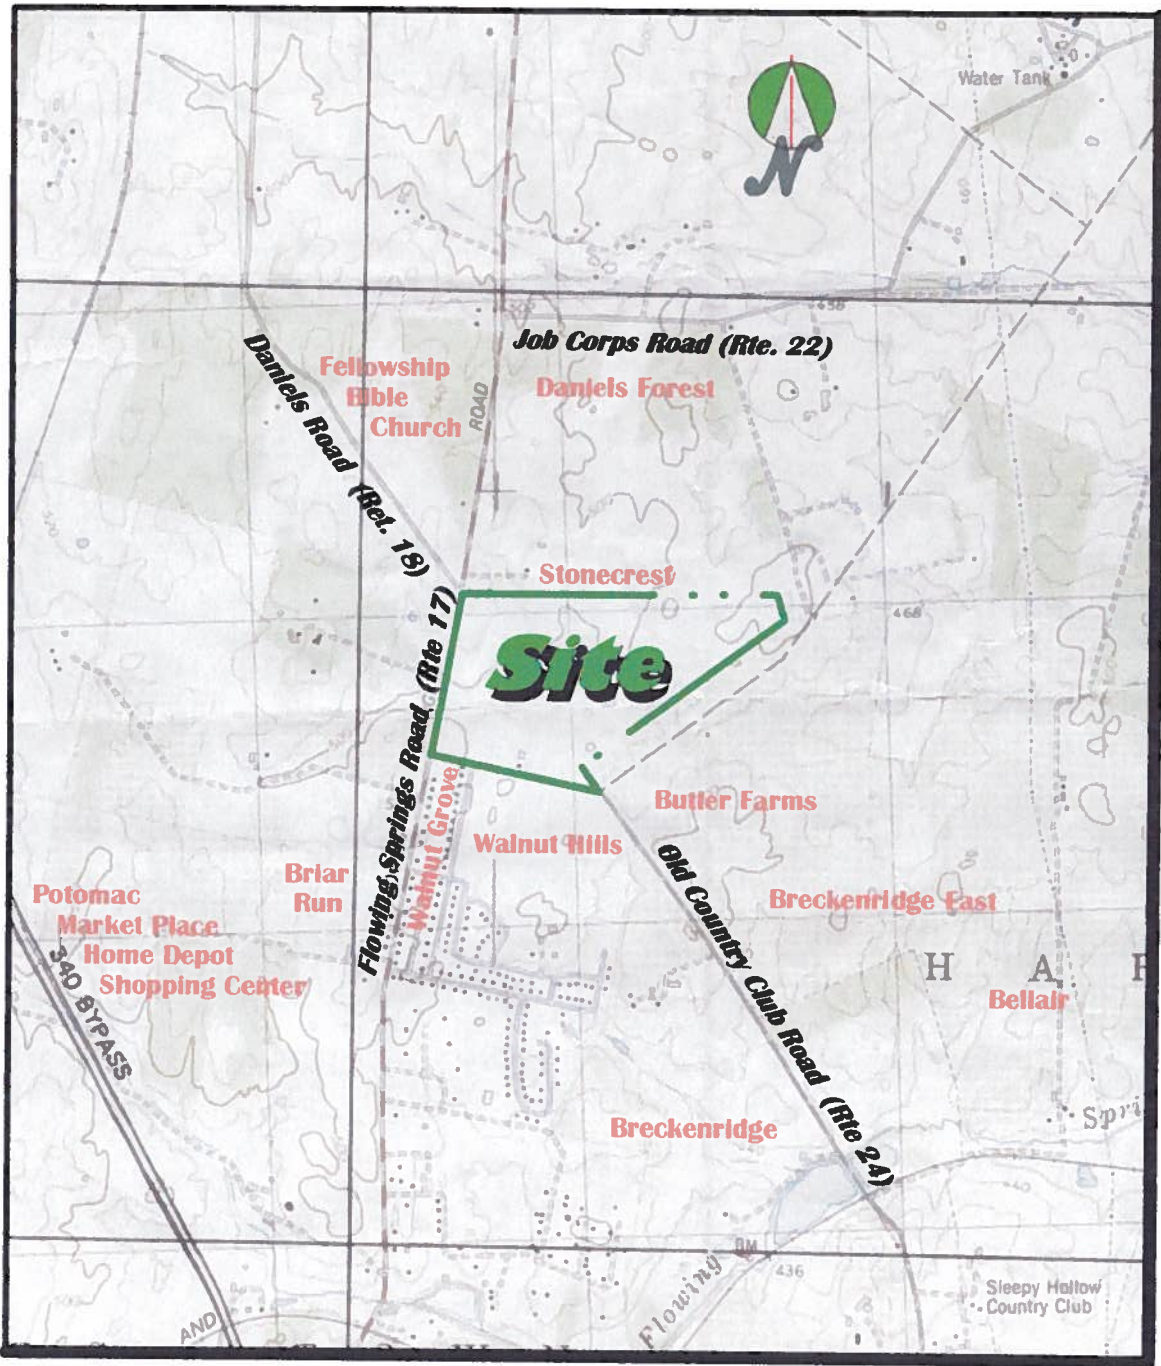 Water Tank
N
Job Corps Road (Rte. 22)
Daniels Road (Ret. 18)
Fellowship
Bible
Church
ROAD
Daniels Forest
Stonecrest
468
Site
Flowing Springs Road (Rte 17)
Walnut Grove
Walnut Hills
Butler Farms
Old Country Club Road (Rte 24)
Briar
Run
Breckenridge East
Potomac
Market Place
Home Depot
Shopping Center
340 BYPASS
H A
Bellair
Breckenridge
Spri
Flowing
BM
436
Sleepy Hollow
Country Club
AND